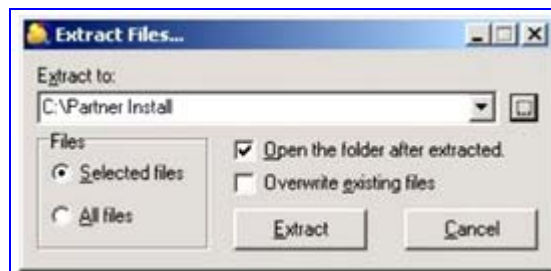 Extract Files...
Extract to:
C:\Partner Install
Files
Selected files
All files
Open the folder after extracted.
Overwrite existing files
Extract
Cancel